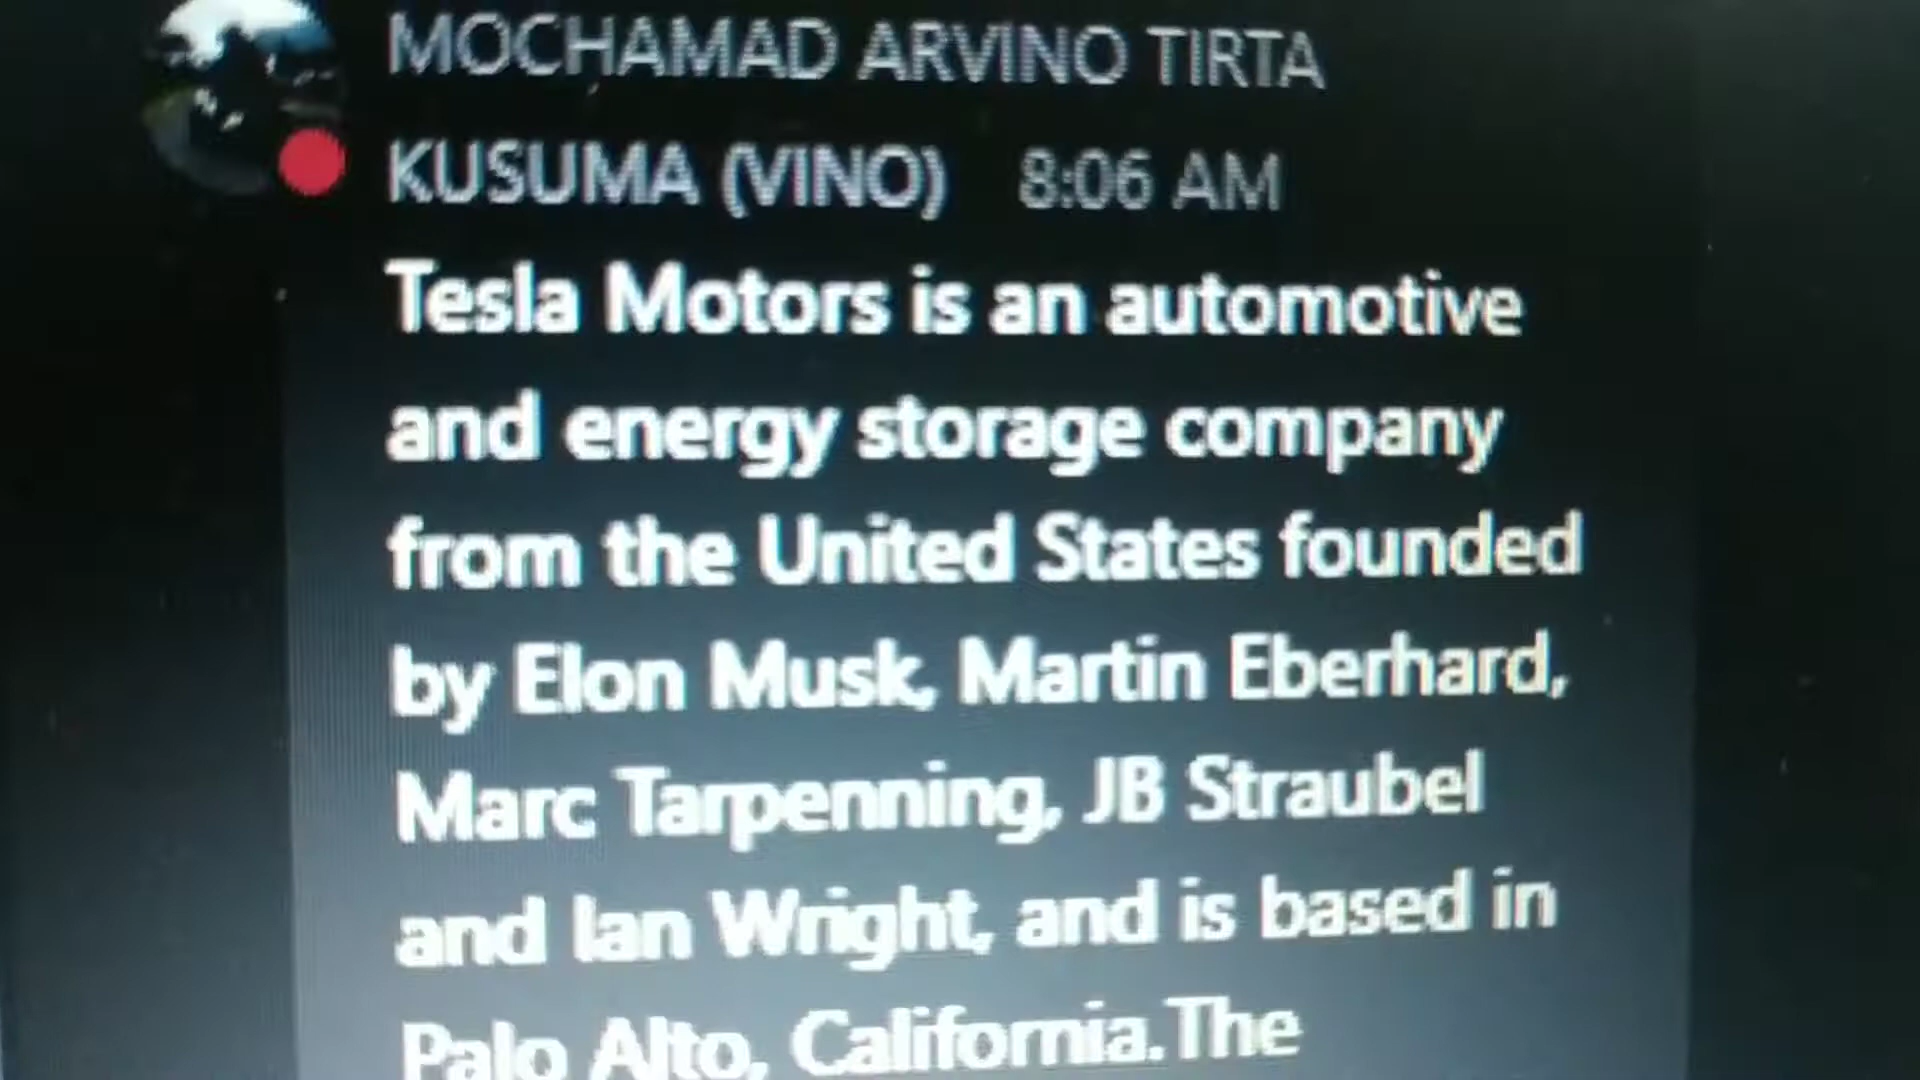 MOCHAMAD ARVINO TIRTA
KUSUMA (VINO) 8:06 AM
Tesla Motors is an automotive
and energy storage company
from the United States founded
by Elon Musk, Martin Eberhard,
Marc Tarpenning, JB Straubel
and Ian Wright, and is based in
Palo Alto, California.The